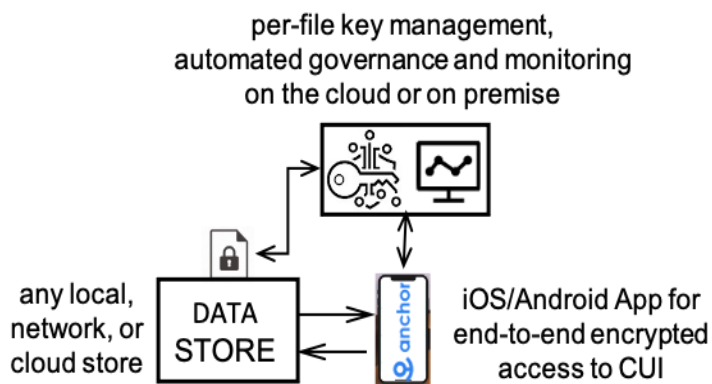 per-file key management,
automated governance and monitoring
on the cloud or on premise
any local,
network, or
cloud store
DATA
STORE
anchor
iOS/Android App for
end-to-end encrypted
access to CUI